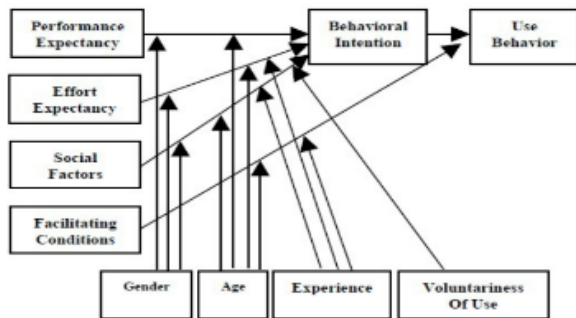 Performance
Expectancy
Behavioral
Intention
Use
Behavior
Effort
Expectancy
Social
Factors
Facilitating
Conditions
Gender
Age
Experience
Voluntariness
Of Use